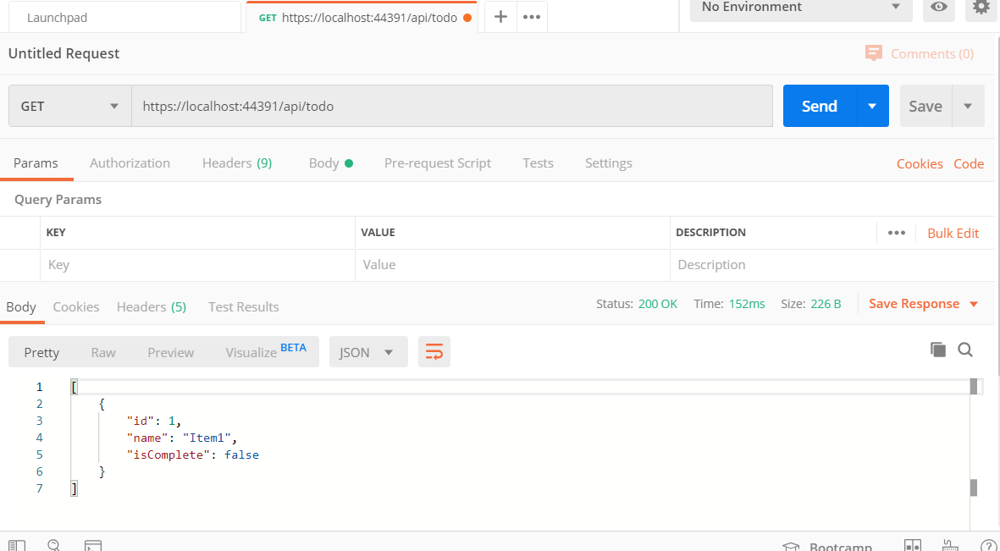 Launchpad
GET https://localhost:44391/api/todo
No Environment
Untitled Request
Comments (0)
GET
https://localhost:44391/api/todo
Send
Save
Params Authorization Headers (9) Body Pre-request Script Tests Settings Cookies Code
Query Params
KEY VALUE DESCRIPTION Bulk Edit
Key Value Description
Body Cookies Headers (5) Test Results Status: 200 OK Time: 152ms Size: 226 B Save Response
Pretty Raw Preview Visualize BETA JSON
1 [
2 {
3 "id": 1,
4 "name": "Item1",
5 "isComplete": false
6 }
7 ]
Bootcamp